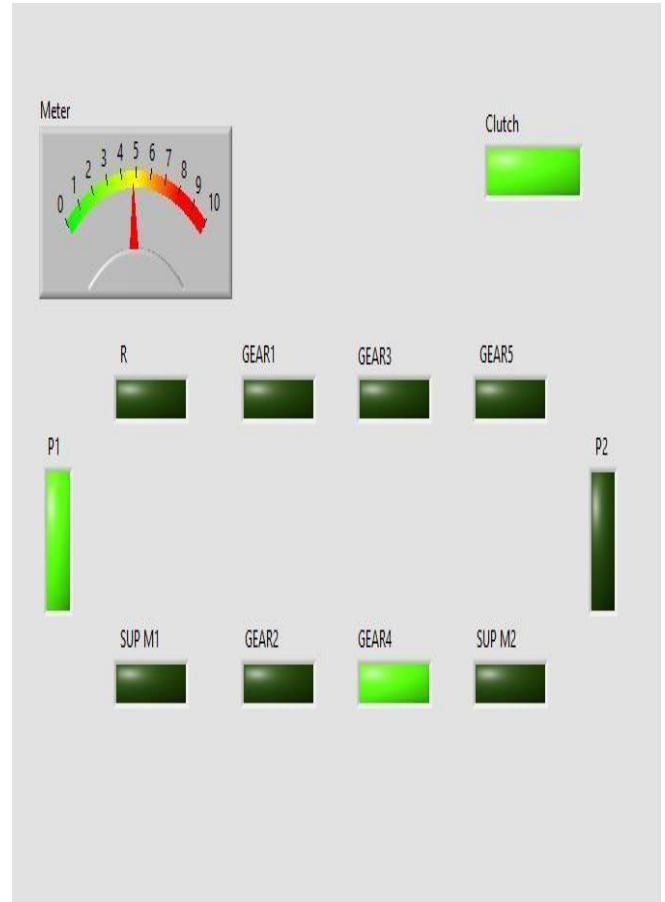 Meter
Clutch
0 1 2 3 4 5 6 7 8 9 10
R GEAR1 GEAR3 GEAR5
P1 P2
SUP M1 GEAR2 GEAR4 SUP M2